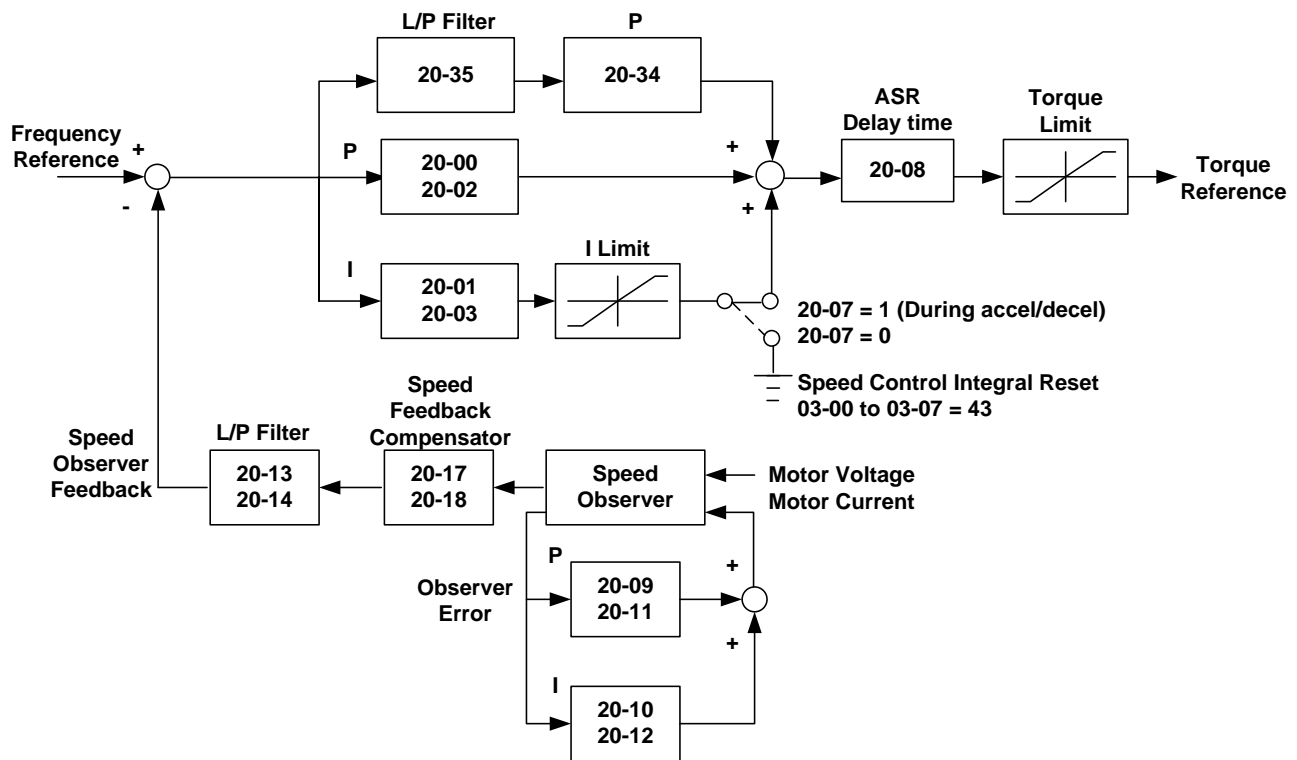 L/P Filter
P
20-35
20-34
ASR
Delay time
Torque
Limit
Frequency
Reference
+
-
P
20-00
20-02
+
+
20-08
Torque
Reference
I
20-01
20-03
I Limit
20-07 = 1 (During accel/decel)
20-07 = 0
Speed Control Integral Reset
03-00 to 03-07 = 43
Speed
Observer
Feedback
L/P Filter
20-13
20-14
Speed
Feedback
Compensator
20-17
20-18
Speed
Observer
Motor Voltage
Motor Current
Observer
Error
P
20-09
20-11
+
+
I
20-10
20-12